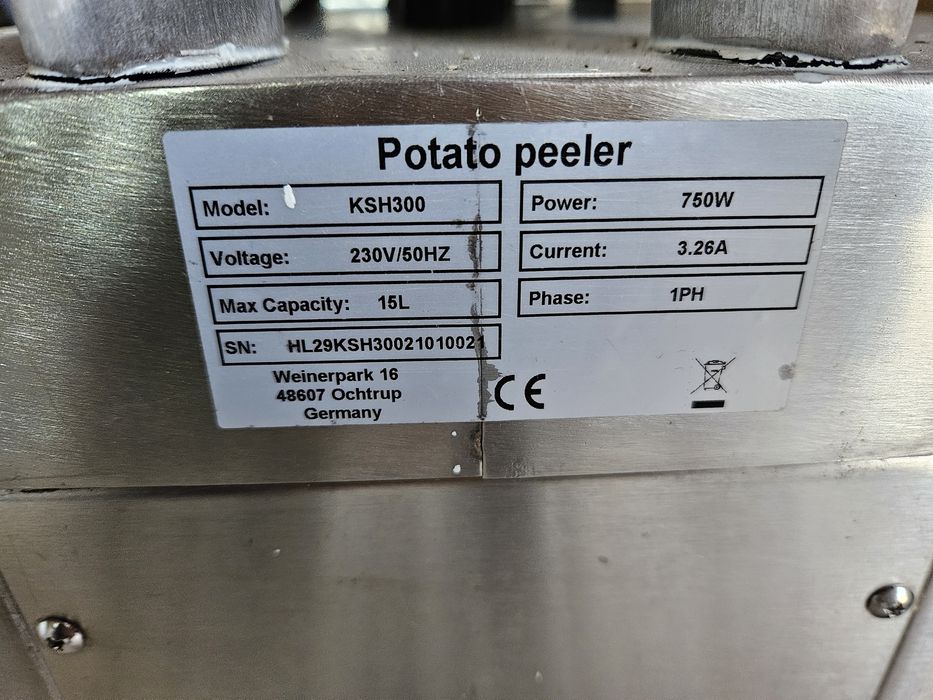 Potato peeler
Model: KSH300
Power: 750W
Voltage: 230V/50HZ
Current: 3.26A
Max Capacity: 15L
Phase: 1PH
SN: HL29KSH30021010021
Weinerpark 16
48607 Ochtrup
Germany
CE